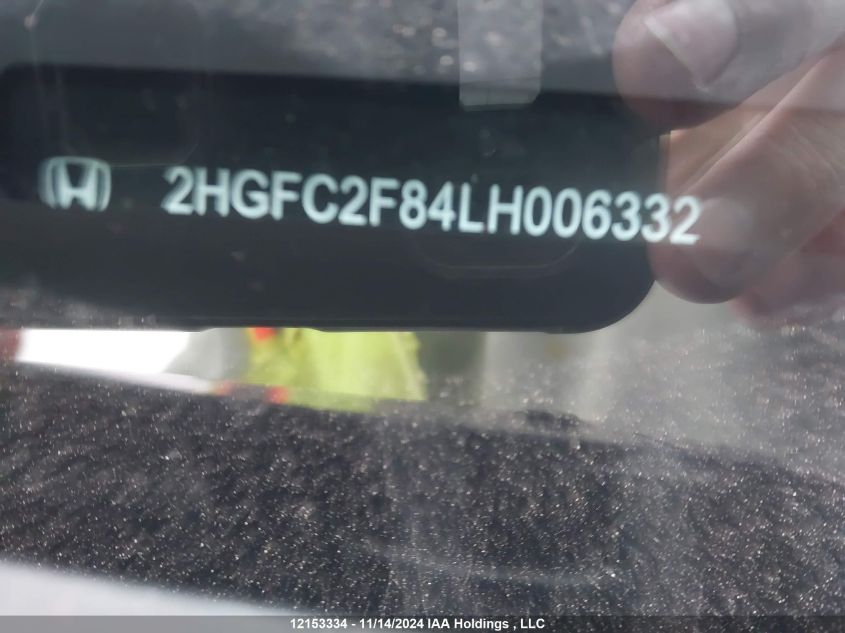 2HGFC2F84LH006332
12153334 - 11/14/2024 IAA Holdings , LLC